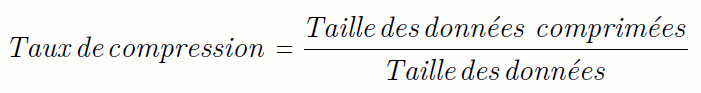 Taille des données comprimées
Taux de compression =
Taille des données